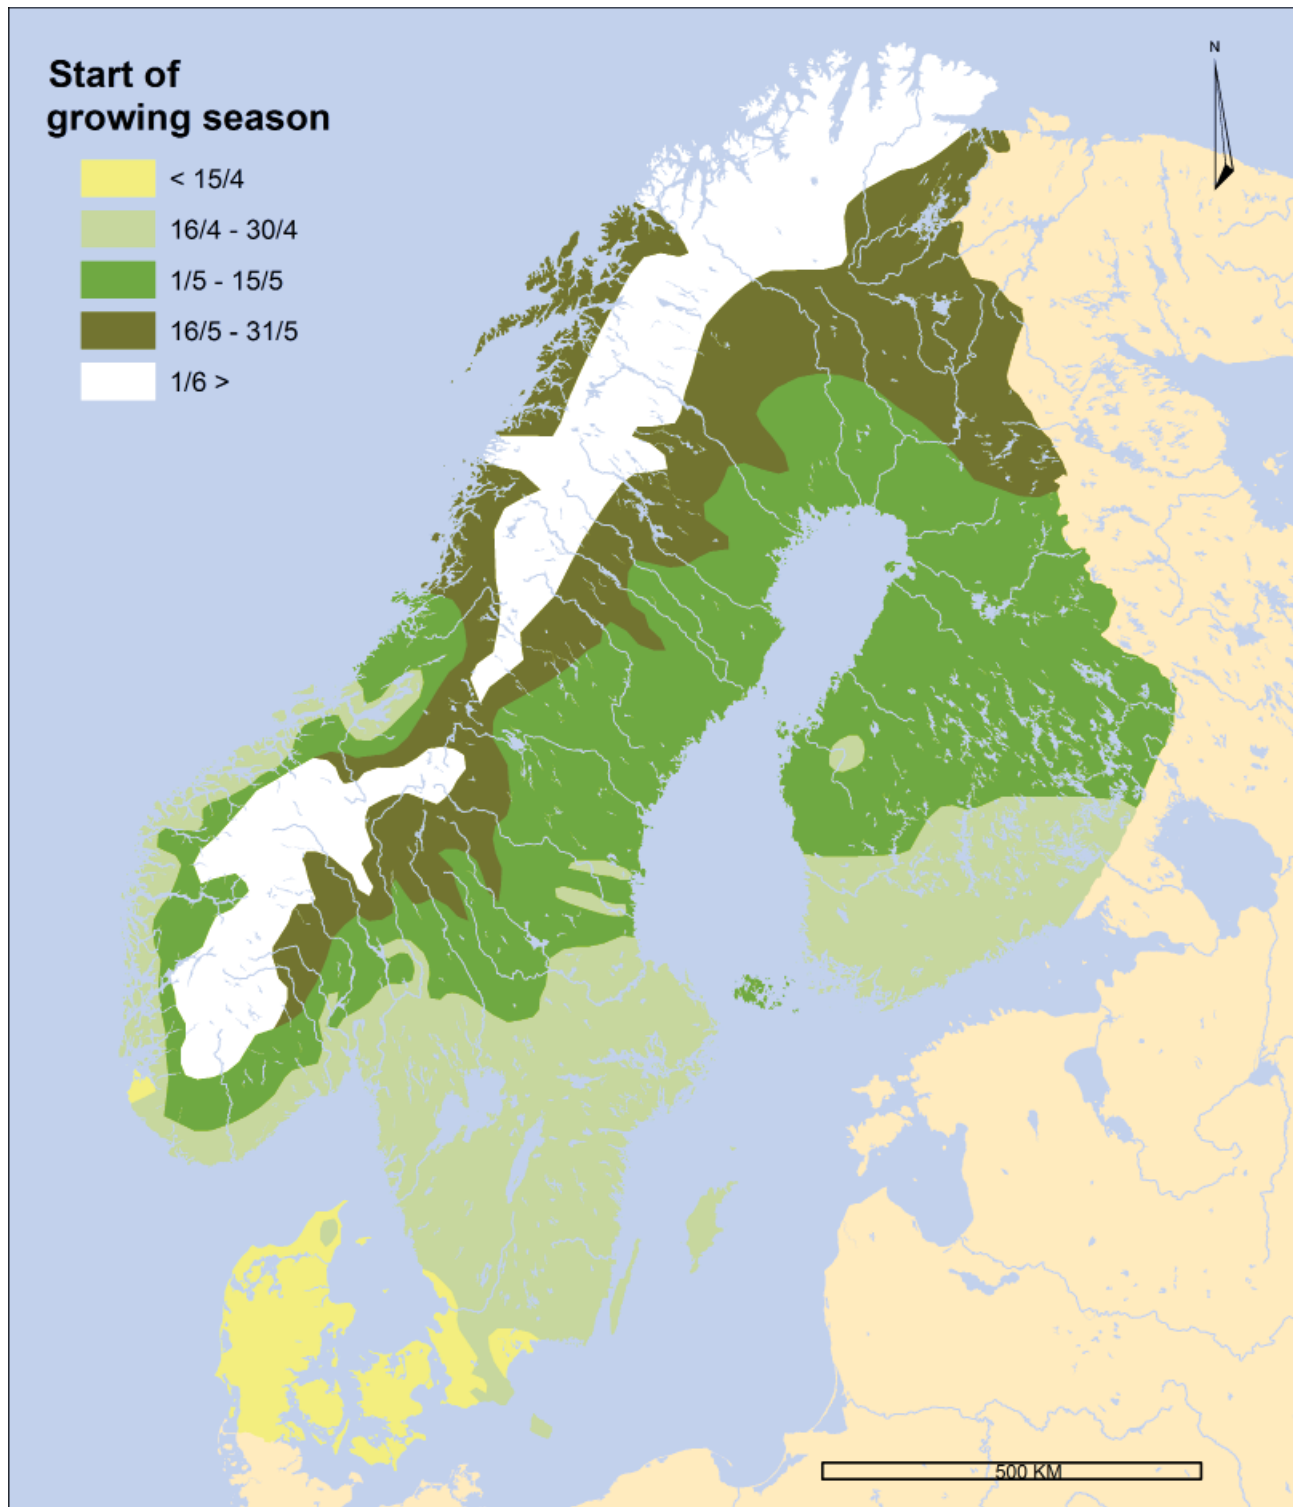 Start of
growing season
< 15/4
16/4 - 30/4
1/5 - 15/5
16/5 - 31/5
1/6 >
N
500 KM